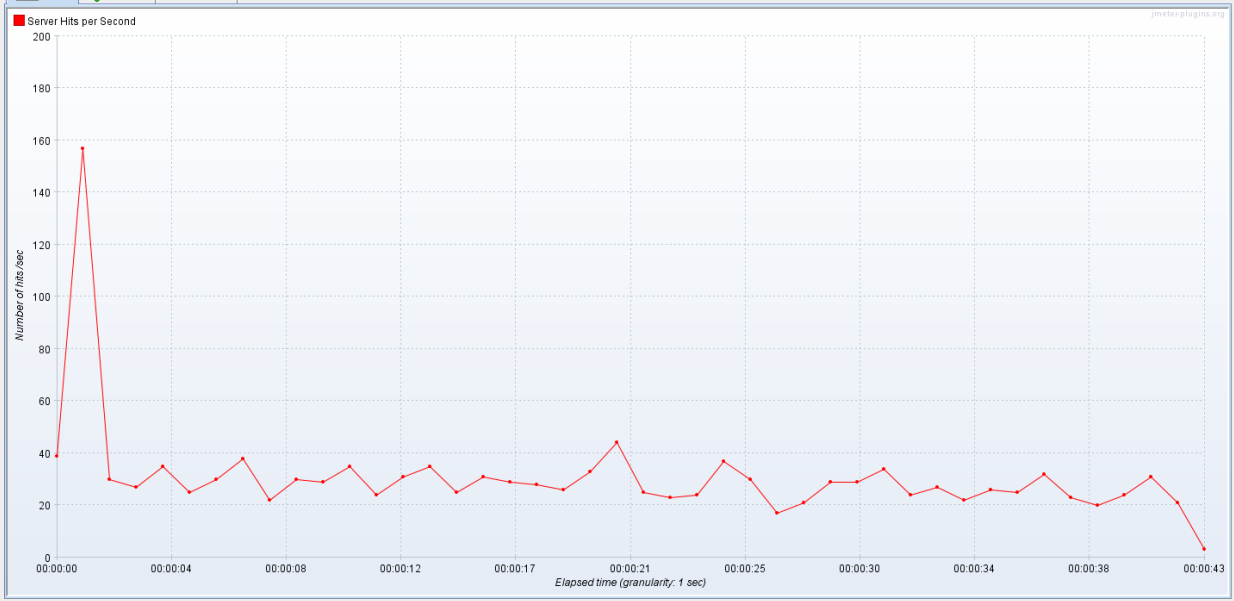 jmeter-plugins.org
Server Hits per Second
200
180
160
140
120
100
80
60
40
20
0
Number of hits /sec
00:00:00 00:00:04 00:00:08 00:00:12 00:00:17 00:00:21 00:00:25 00:00:30 00:00:34 00:00:38 00:00:43
Elapsed time (granularity: 1 sec)